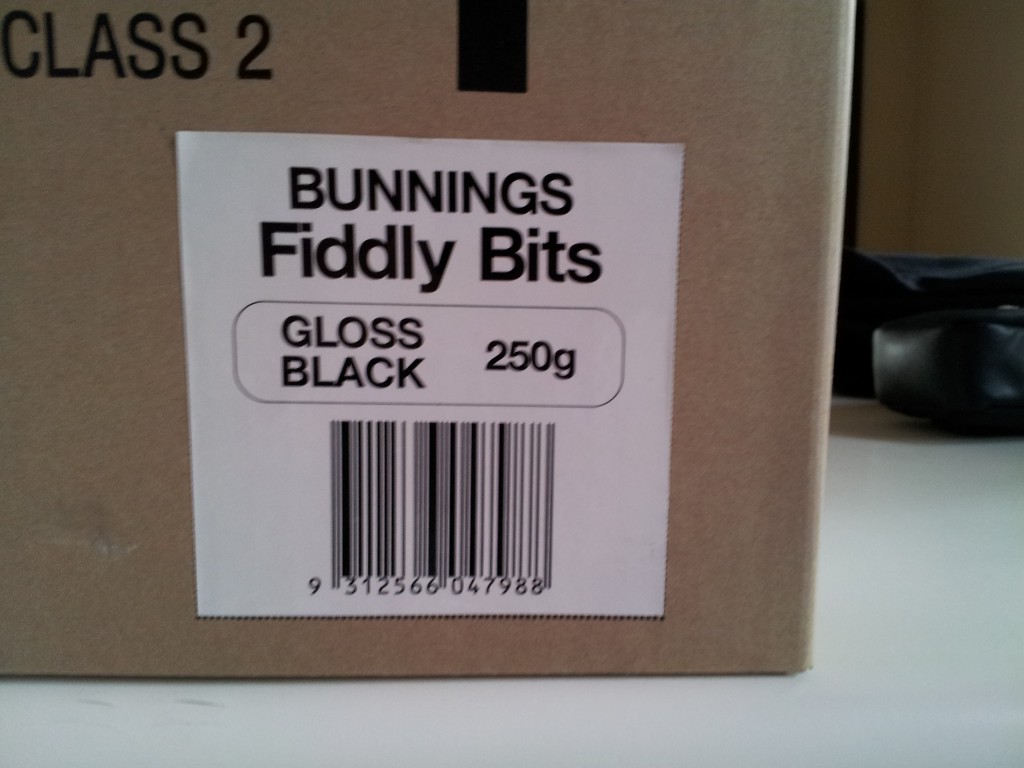 CLASS 2
BUNNINGS
Fiddly Bits
GLOSS
BLACK
250g
9 312566 047988